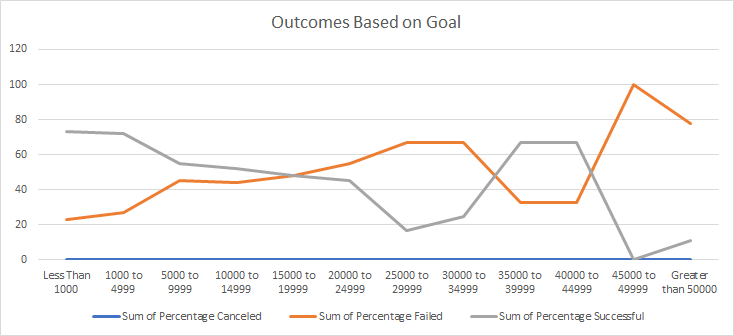 Outcomes Based on Goal
120
100
80
60
40
20
0
Less Than 1000
1000 to 4999
5000 to 9999
10000 to 14999
15000 to 19999
20000 to 24999
25000 to 29999
30000 to 34999
35000 to 39999
40000 to 44999
45000 to 49999
Greater than 50000
Sum of Percentage Canceled
Sum of Percentage Failed
Sum of Percentage Successful